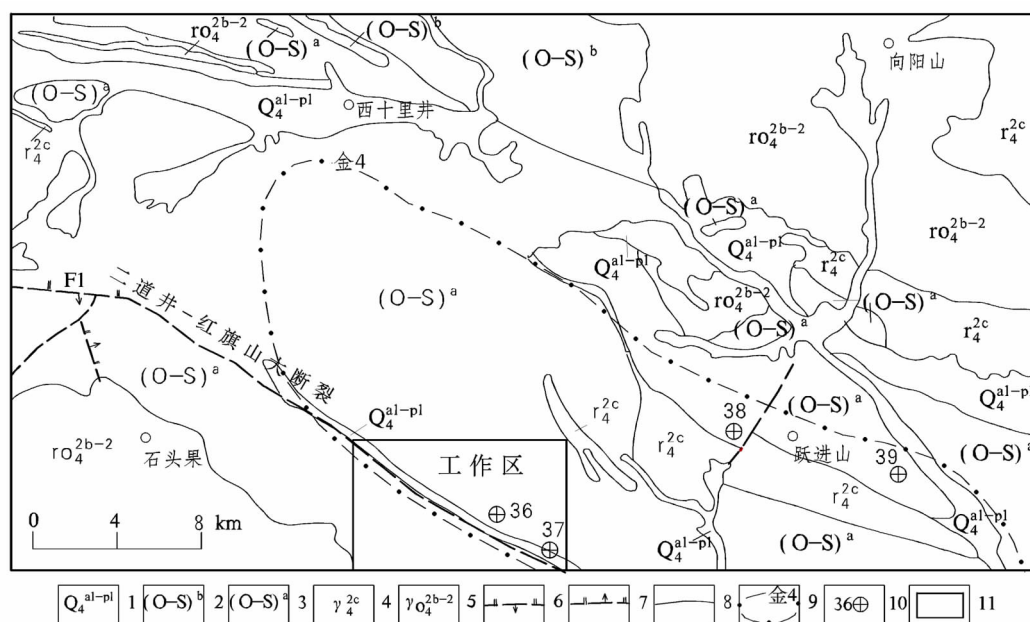 ro₄²ᵇ⁻²
(O–S)ᵃ
(O–S)ᵇ
(O–S)ᵇ
向阳山
(O–S)ᵃ
Q₄ᵃˡ⁻ᵖˡ
西十里井
r₄²ᶜ
ro₄²ᵇ⁻²
r₄²ᶜ
金4
(O–S)ᵃ
ro₄²ᵇ⁻²
Q₄ᵃˡ⁻ᵖˡ
r₄²ᶜ
Q₄ᵃˡ⁻ᵖˡ
F1
二道井–红旗山大断裂
(O–S)ᵃ
ro₄²ᵇ⁻²
(O–S)ᵃ
(O–S)ᵃ
r₄²ᶜ
(O–S)ᵃ
Q₄ᵃˡ⁻ᵖˡ
ro₄²ᵇ⁻²
石头果
Q₄ᵃˡ⁻ᵖˡ
工作区
r₄²ᶜ
r₄²ᶜ
38
(O–S)ᵃ
跃进山
39
(O–S)ᵃ
r₄²ᶜ
36
37
Q₄ᵃˡ⁻ᵖˡ
(O–S)ᵃ
Q₄ᵃˡ⁻ᵖˡ
0 4 8 km
Q₄ᵃˡ⁻ᵖˡ 1 (O–S)ᵇ 2 (O–S)ᵃ 3 γ₄²ᶜ 4 γo₄²ᵇ⁻² 5 6 7 8 金4 9 36 10 11